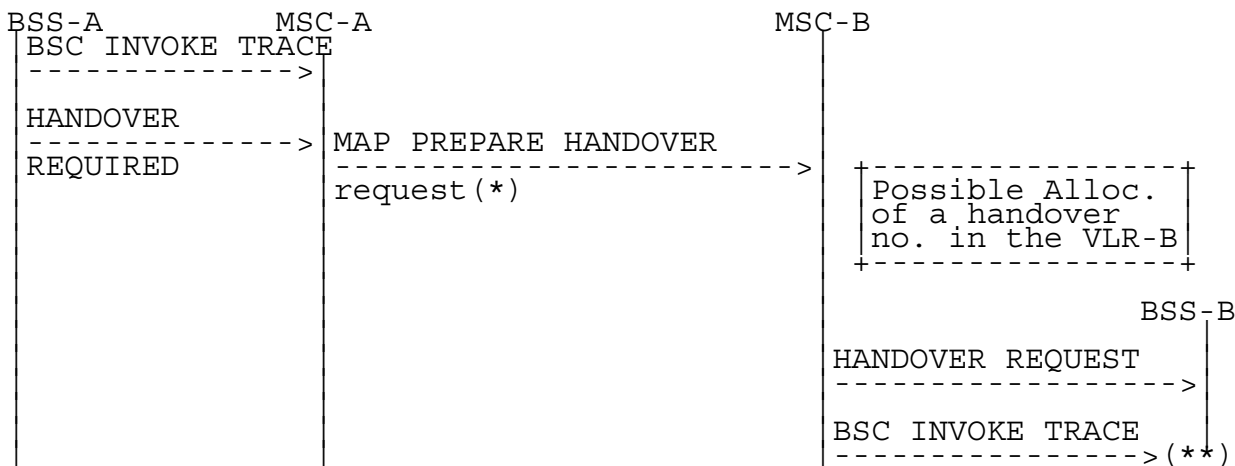 BSS-A MSC-A MSC-B
BSC INVOKE TRACE
HANDOVER
REQUIRED
MAP PREPARE HANDOVER
request(*)
Possible Alloc.
of a handover
no. in the VLR-B
BSS-B
HANDOVER REQUEST
BSC INVOKE TRACE
(**)